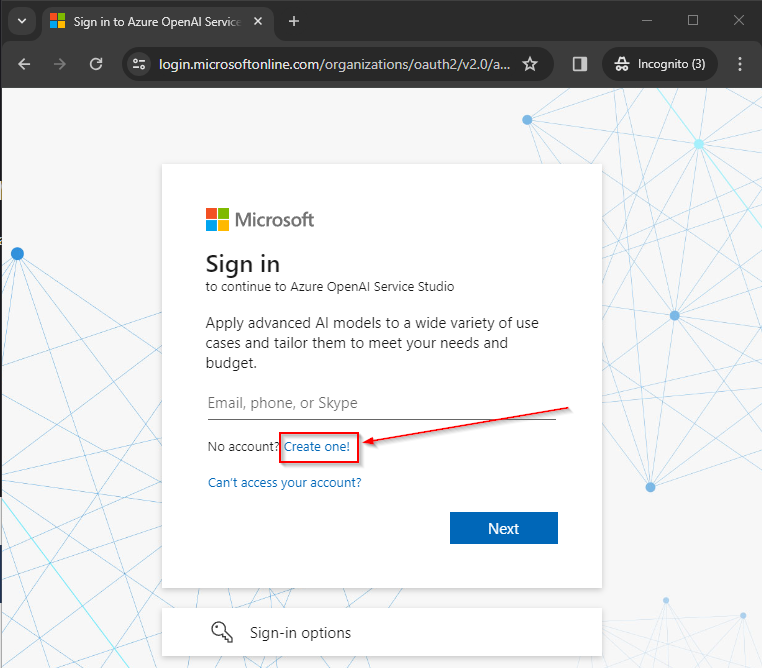 Sign in to Azure OpenAI Service
login.microsoftonline.com/organizations/oauth2/v2.0/a...
Incognito (3)
Microsoft
Sign in
to continue to Azure OpenAI Service Studio
Apply advanced AI models to a wide variety of use
cases and tailor them to meet your needs and
budget.
Email, phone, or Skype
No account? Create one!
Can't access your account?
Next
Sign-in options